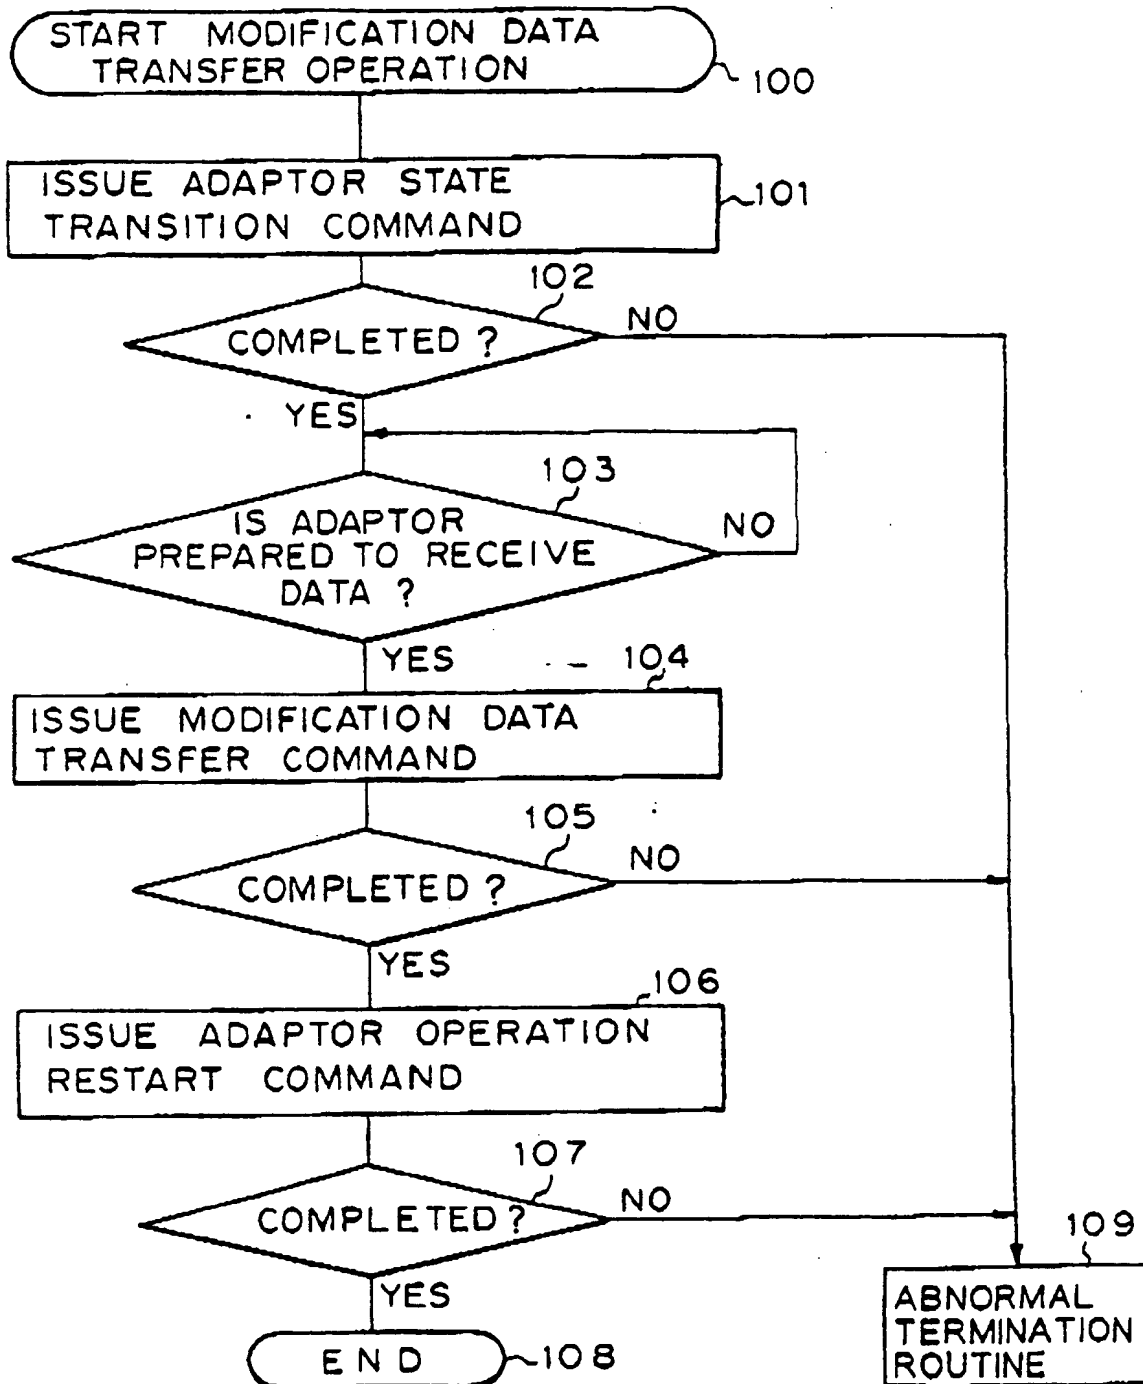 START MODIFICATION DATA
TRANSFER OPERATION
100
ISSUE ADAPTOR STATE
TRANSITION COMMAND
101
102
COMPLETED ?
NO
YES
103
IS ADAPTOR
PREPARED TO RECEIVE
DATA ?
NO
YES
104
ISSUE MODIFICATION DATA
TRANSFER COMMAND
105
COMPLETED ?
NO
YES
106
ISSUE ADAPTOR OPERATION
RESTART COMMAND
107
COMPLETED ?
NO
YES
109
ABNORMAL
TERMINATION
ROUTINE
END
108